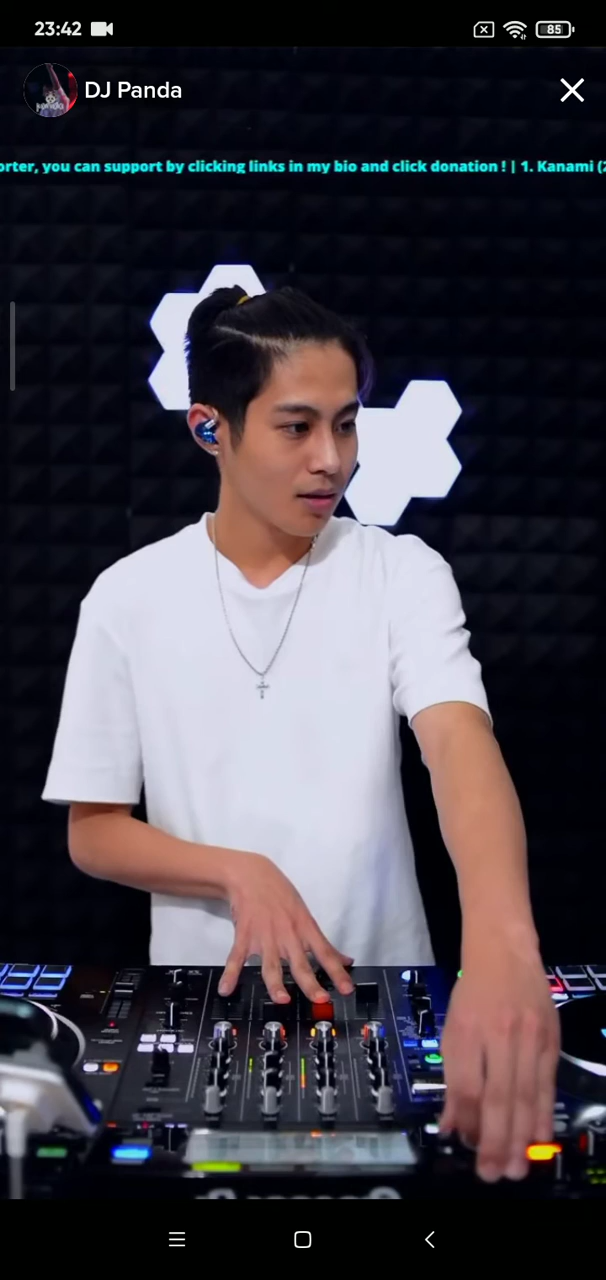 23:42
85
DJ Panda
orter, you can support by clicking links in my bio and click donation ! | 1. Kanami (2